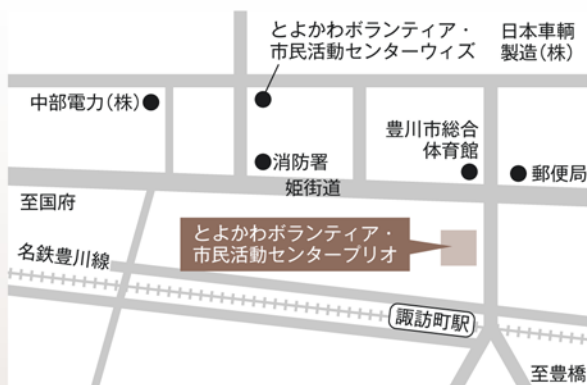 とよかわボランティア・
市民活動センターウィズ
日本車輌
製造(株)
中部電力(株)
豊川市総合
体育館
消防署
郵便局
姫街道
至国府
とよかわボランティア・
市民活動センタープリオ
名鉄豊川線
諏訪町駅
至豊橋